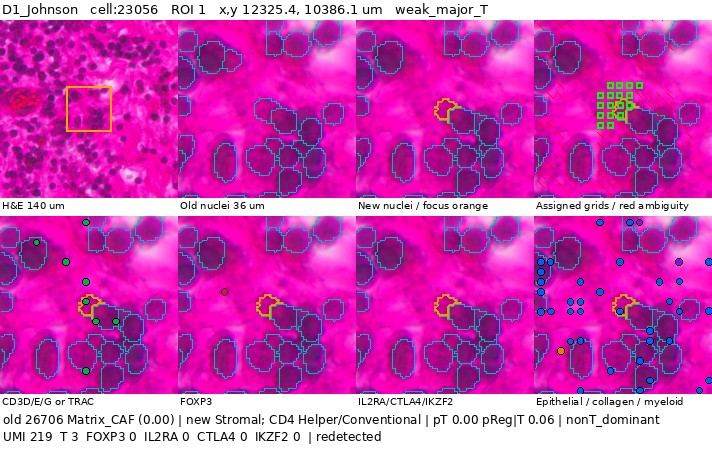 D1_Johnson cell:23056 ROI 1 x,y 12325.4, 10386.1 um weak_major_T
H&E 140 um
Old nuclei 36 um
New nuclei / focus orange
Assigned grids / red ambiguity
CD3D/E/G or TRAC
FOXP3
IL2RA/CTLA4/IKZF2
Epithelial / collagen / myeloid
old 26706 Matrix_CAF (0.00) | new Stromal; CD4 Helper/Conventional | pT 0.00 pReg|T 0.06 | nonT_dominant
UMI 219 T 3 FOXP3 0 IL2RA 0 CTLA4 0 IKZF2 0 | redetected